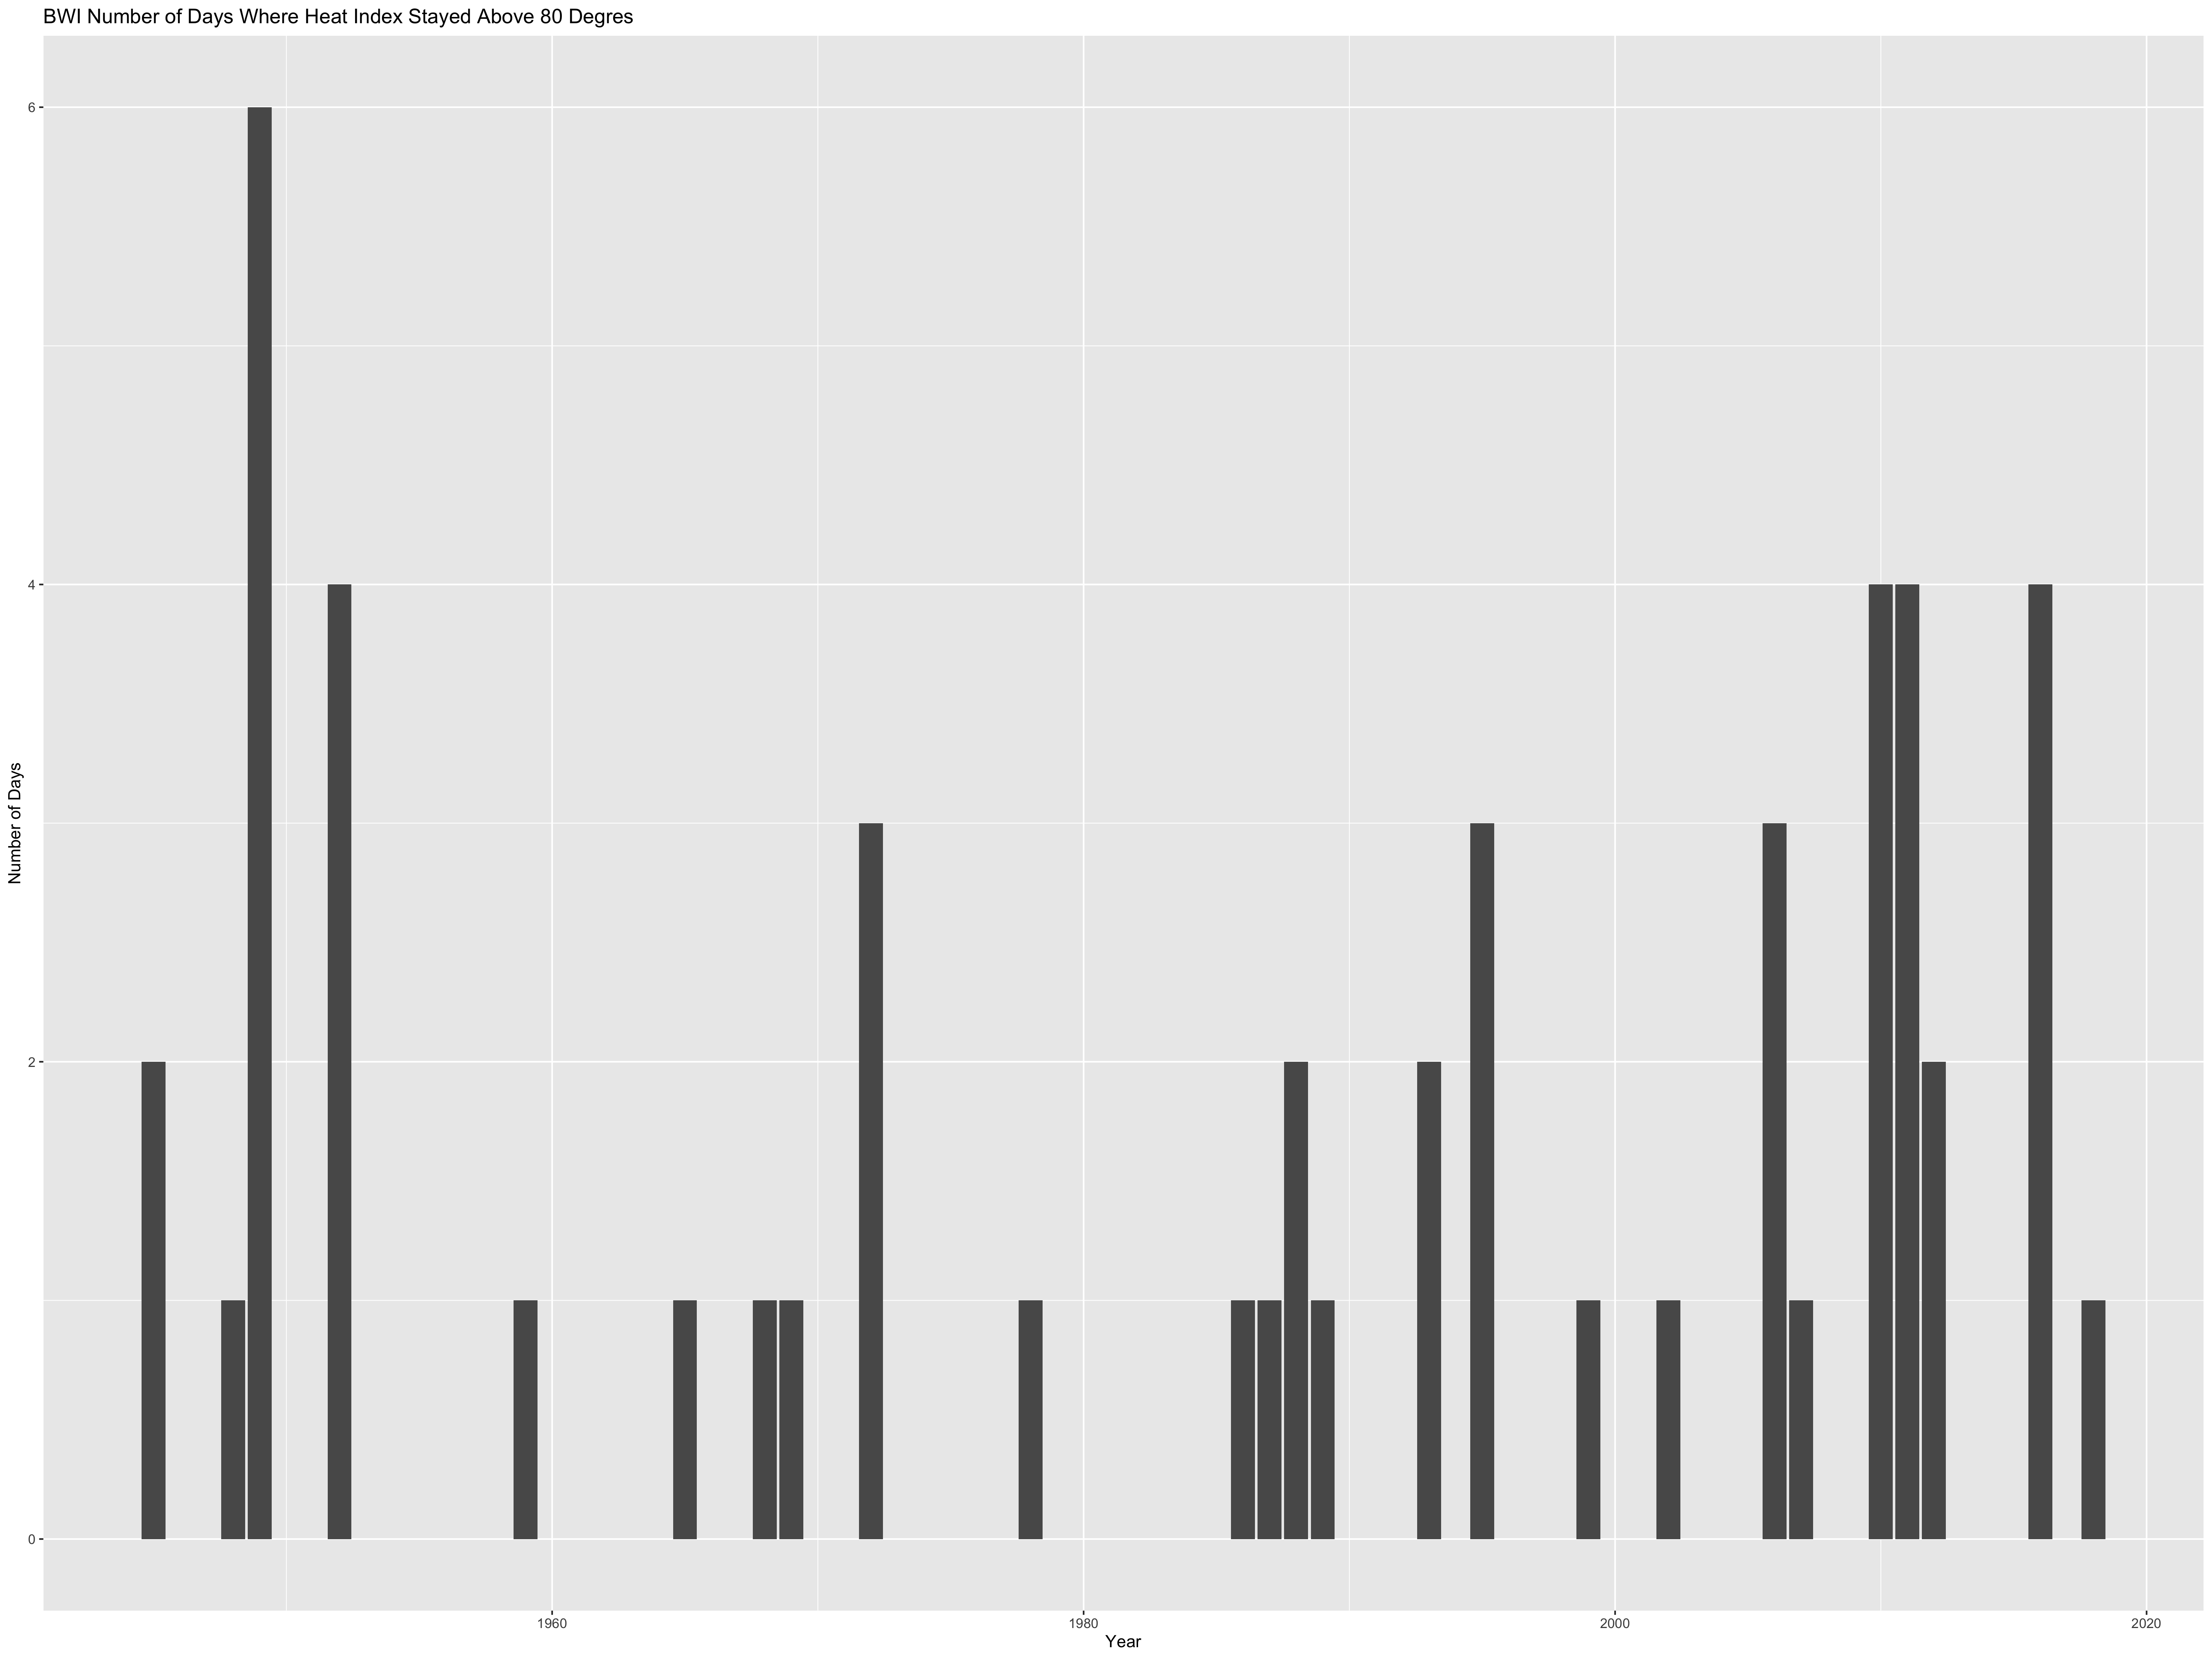 BWI Number of Days Where Heat Index Stayed Above 80 Degres
6
4
2
0
Number of Days
1960 1980 2000 2020
Year